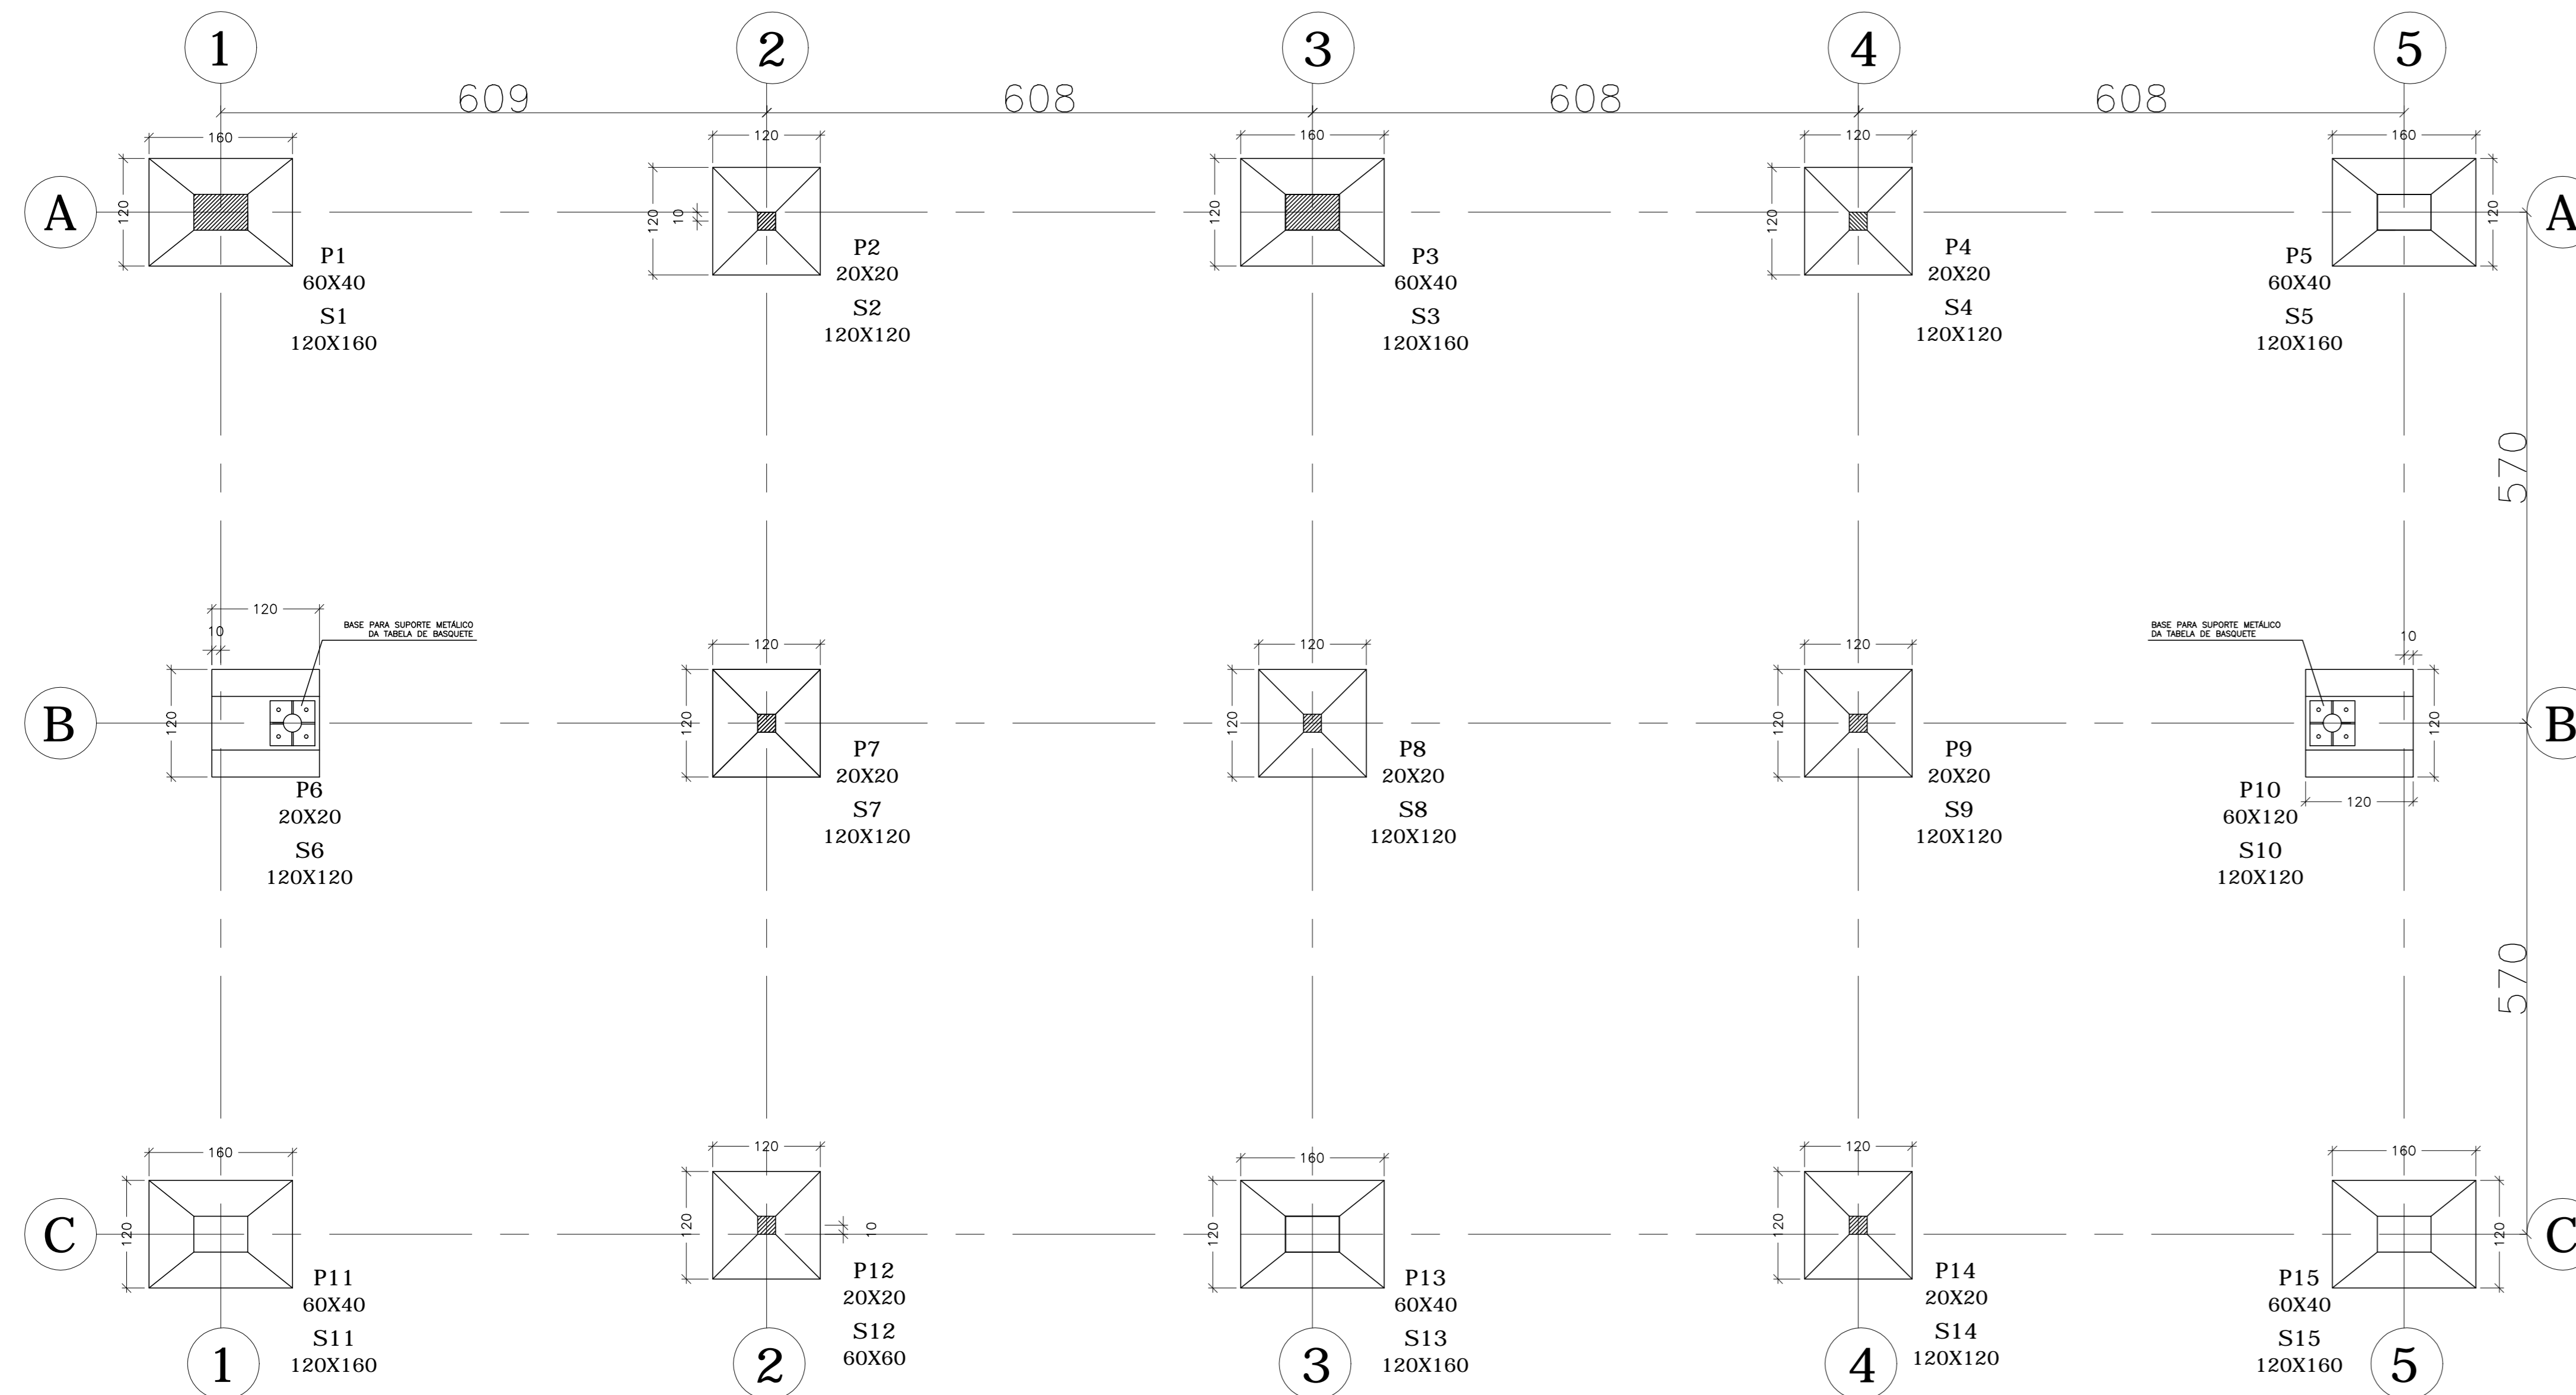 1
2
3
4
5
609
608
608
608
160
120
160
120
160
A
120
120
10
120
120
120
A
P1
60X40
S1
120X160
P2
20X20
S2
120X120
P3
60X40
S3
120X160
P4
20X20
S4
120X120
P5
60X40
S5
120X160
570
120
10
BASE PARA SUPORTE METÁLICO
DA TABELA DE BASQUETE
120
120
120
BASE PARA SUPORTE METÁLICO
DA TABELA DE BASQUETE
10
B
120
120
120
120
120
B
P6
20X20
S6
120X120
P7
20X20
S7
120X120
P8
20X20
S8
120X120
P9
20X20
S9
120X120
120
P10
60X120
S10
120X120
570
160
120
160
120
160
C
120
120
10
120
120
120
C
P11
60X40
S11
120X160
P12
20X20
S12
60X60
P13
60X40
S13
120X160
P14
20X20
S14
120X120
P15
60X40
S15
120X160
1
2
3
4
5